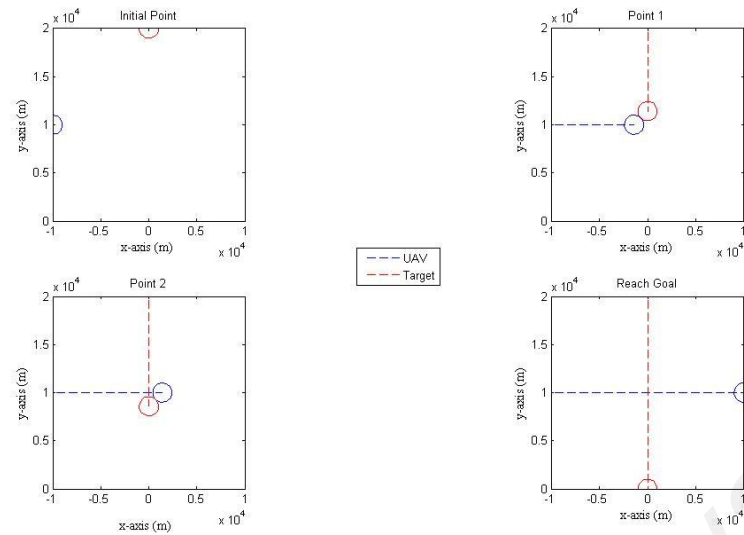 Initial Point
x 10^4
2
1.5
1
0.5
0
y-axis (m)
-1 -0.5 0 0.5 1
x-axis (m)
x 10^4
Point 1
x 10^4
2
1.5
1
0.5
0
y-axis (m)
-1 -0.5 0 0.5 1
x-axis (m)
x 10^4
UAV
Target
Point 2
x 10^4
2
1.5
1
0.5
0
y-axis (m)
-1 -0.5 0 0.5 1
x-axis (m)
x 10^4
Reach Goal
x 10^4
2
1.5
1
0.5
0
y-axis (m)
-1 -0.5 0 0.5 1
x-axis (m)
x 10^4